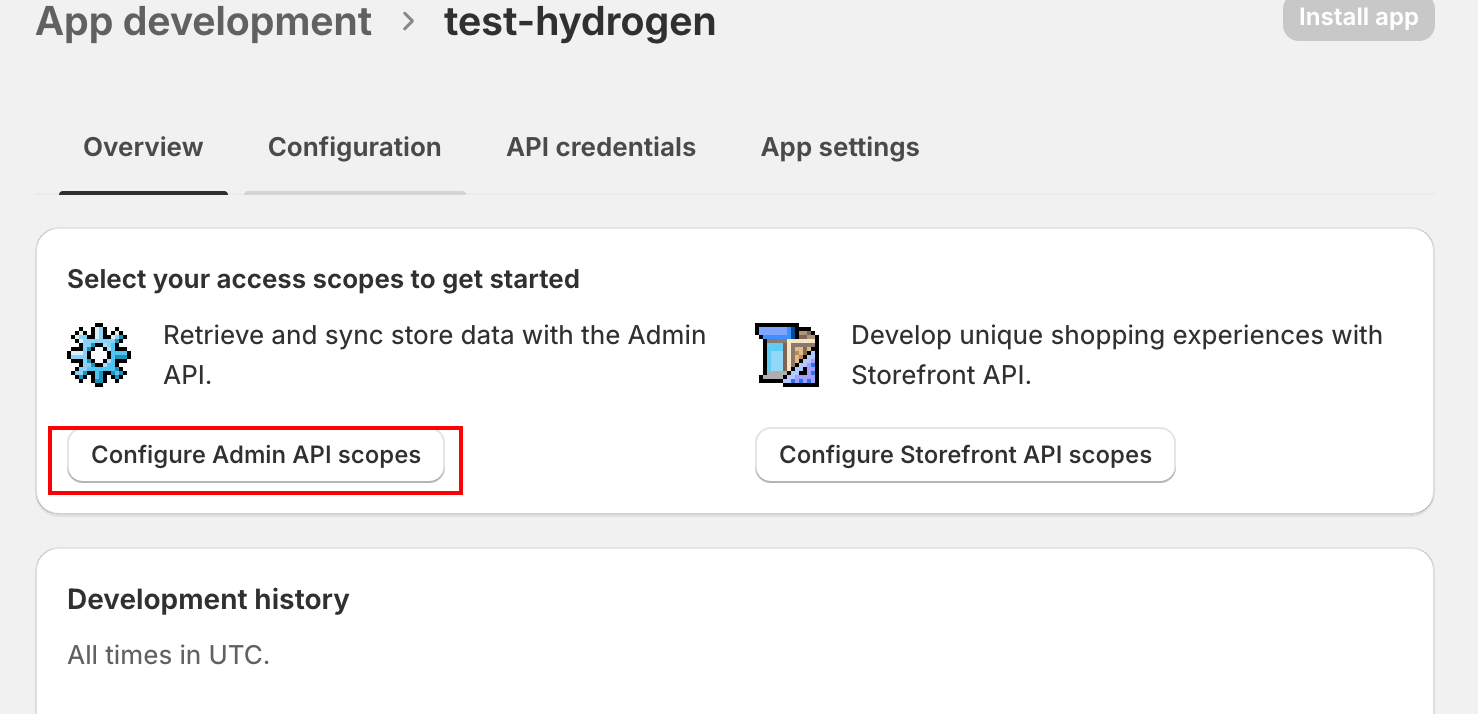 App development > test-hydrogen
Install app
Overview Configuration API credentials App settings
Select your access scopes to get started
Retrieve and sync store data with the Admin
API.
Configure Admin API scopes
Develop unique shopping experiences with
Storefront API.
Configure Storefront API scopes
Development history
All times in UTC.